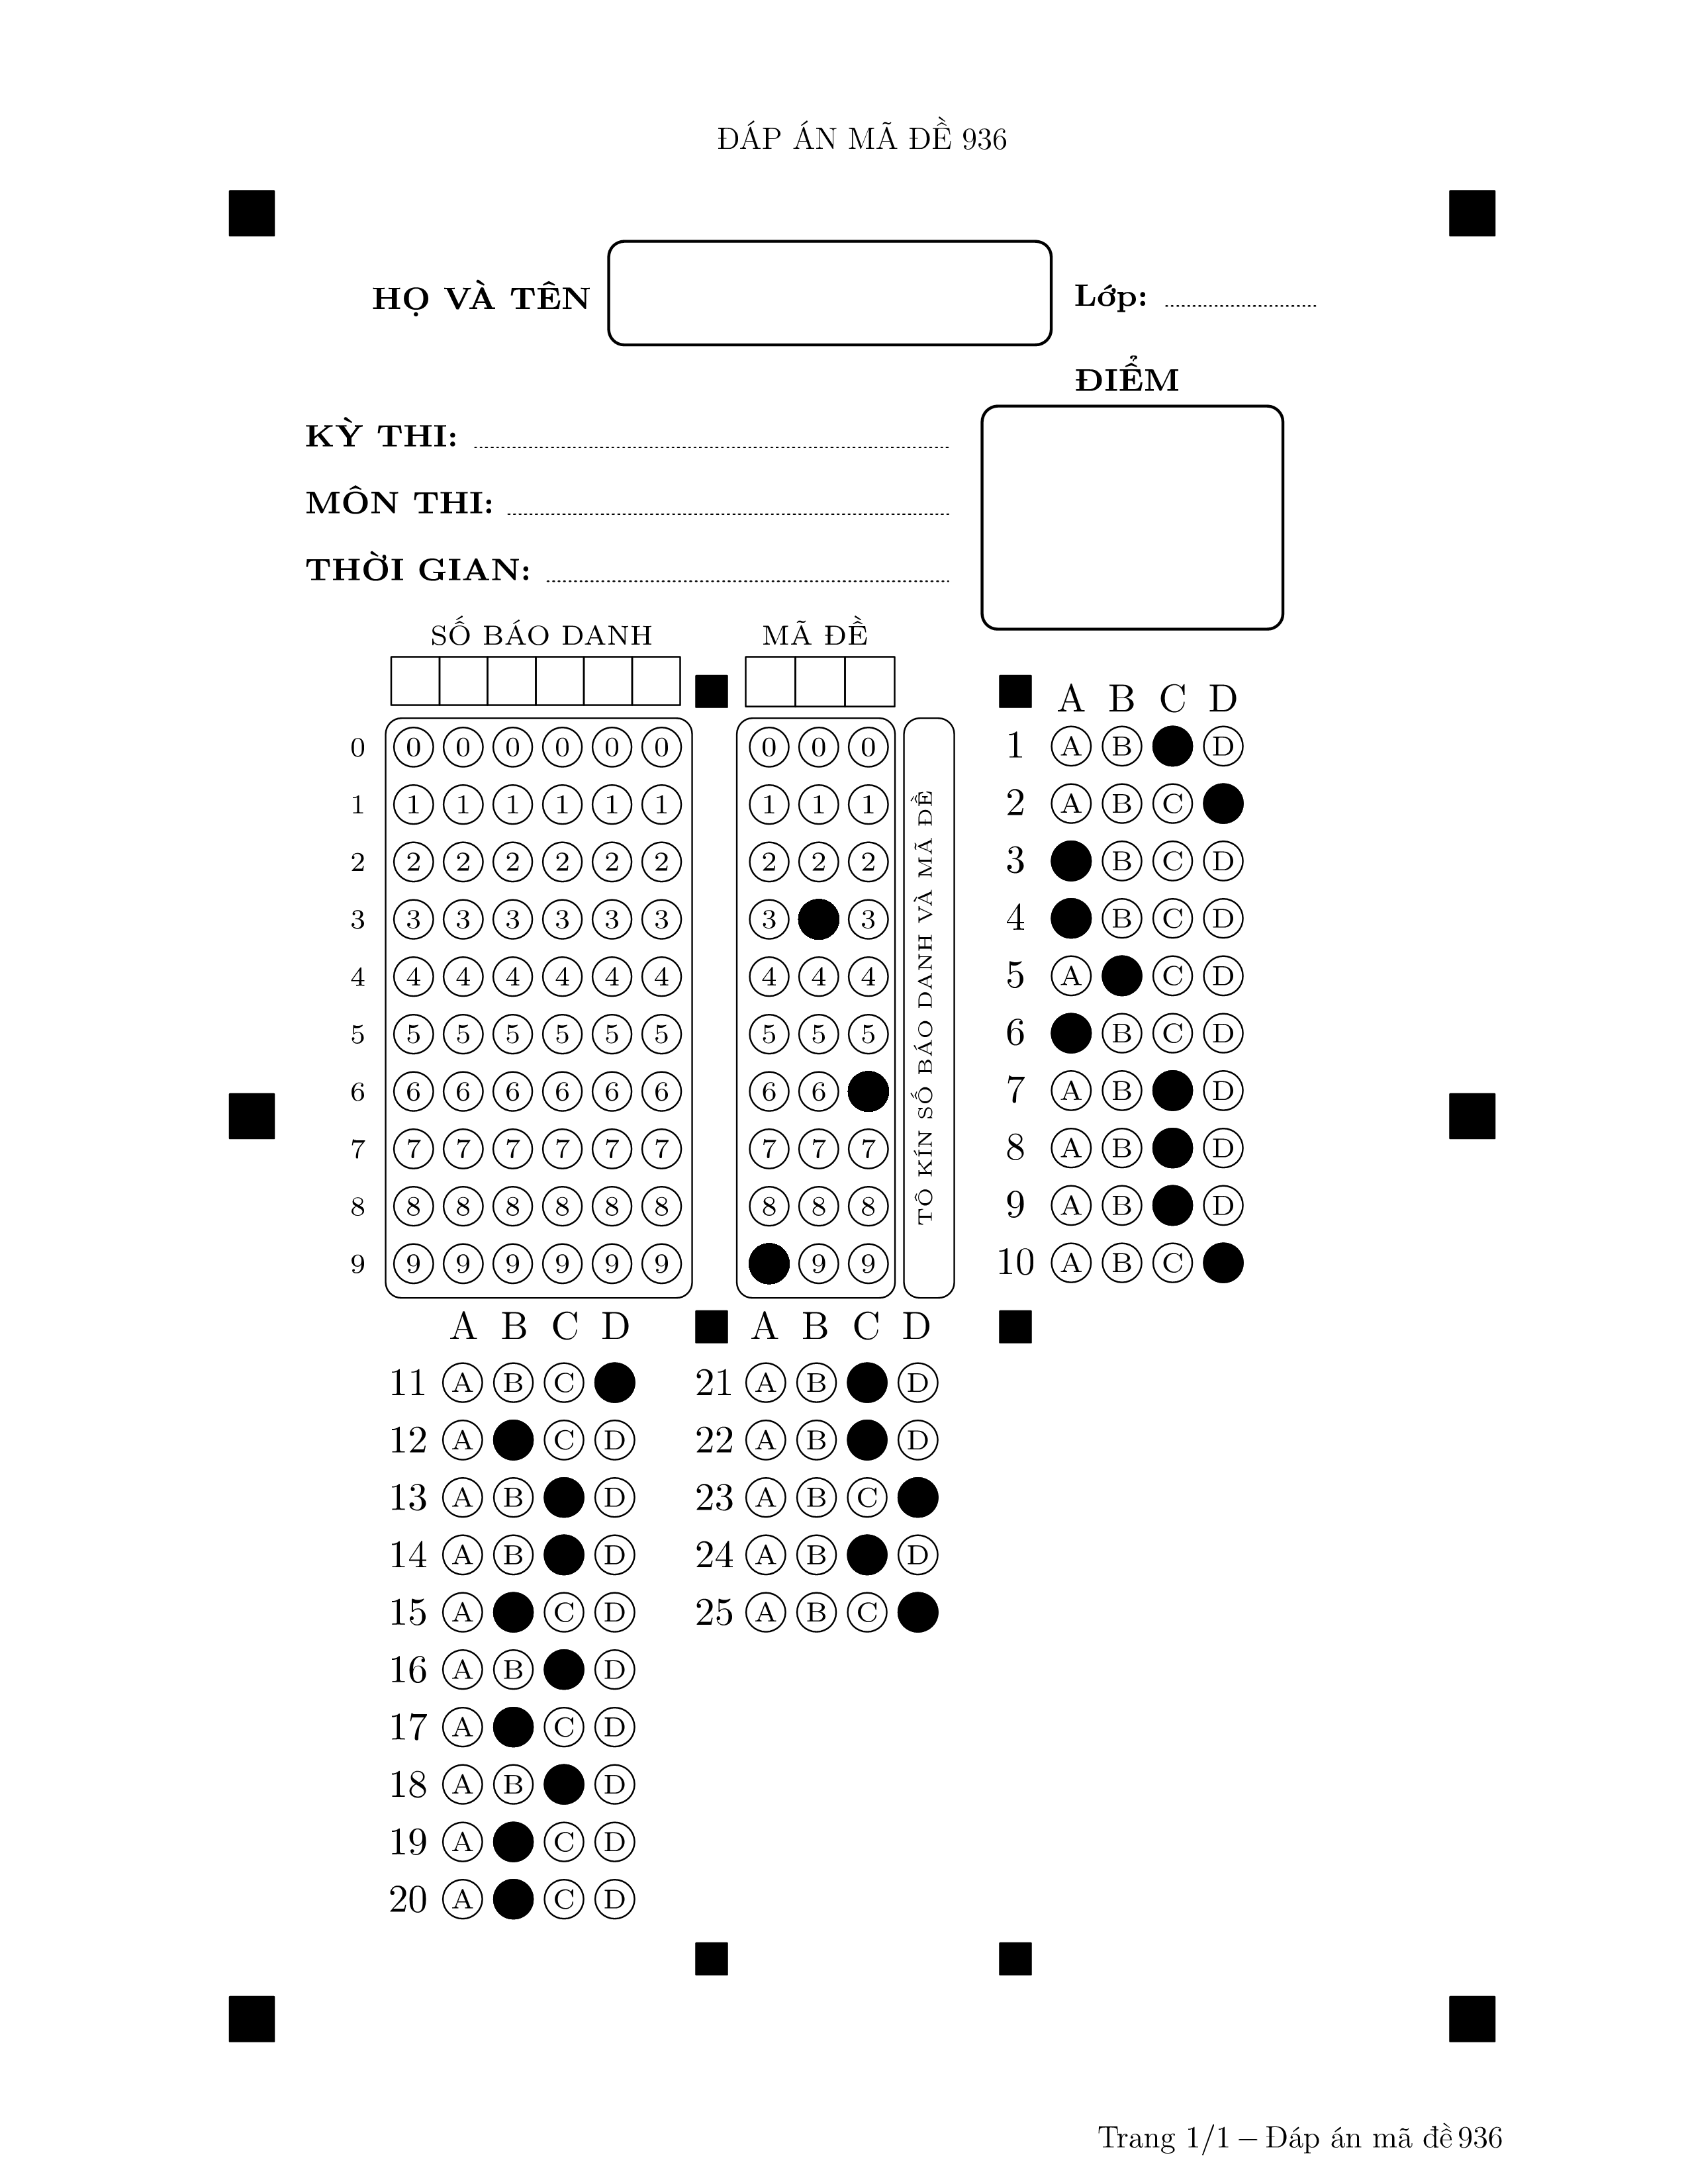 ĐÁP ÁN MÃ ĐỀ 936
HỌ VÀ TÊN
Lớp:
ĐIỂM
KỲ THI:
MÔN THI:
THỜI GIAN:
SỐ BÁO DANH MÃ ĐỀ
A B C D
0 0 0 0 0 0 0 0 0 0 1 A B D
1 1 1 1 1 1 1 1 1 1 2 A B C
2 2 2 2 2 2 2 2 2 2 3 B C D
3 3 3 3 3 3 3 3 3 4 B C D
4 4 4 4 4 4 4 4 4 4 5 A C D
5 5 5 5 5 5 5 5 5 5 6 B C D
6 6 6 6 6 6 6 6 6 7 A B D
7 7 7 7 7 7 7 7 7 7 8 A B D
8 8 8 8 8 8 8 8 8 8 9 A B D
9 9 9 9 9 9 9 9 9 10 A B C
TÔ KÍN SỐ BÁO DANH VÀ MÃ ĐỀ
A B C D A B C D
11 A B C 21 A B D
12 A C D 22 A B D
13 A B D 23 A B C
14 A B D 24 A B D
15 A C D 25 A B C
16 A B D
17 A C D
18 A B D
19 A C D
20 A C D
Trang 1/1 – Đáp án mã đề 936